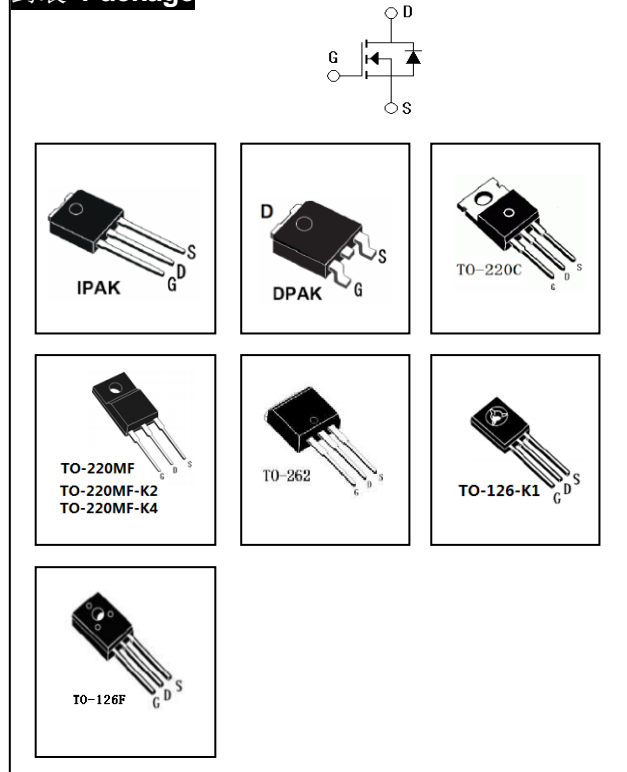 Package
D
G
S
S
D
G
IPAK
D
S
G
DPAK
TO-220C
G D S
TO-220MF
G D S
TO-220MF-K2
TO-220MF-K4
TO-262
G D S
TO-126-K1
G D S
TO-126F
G D S